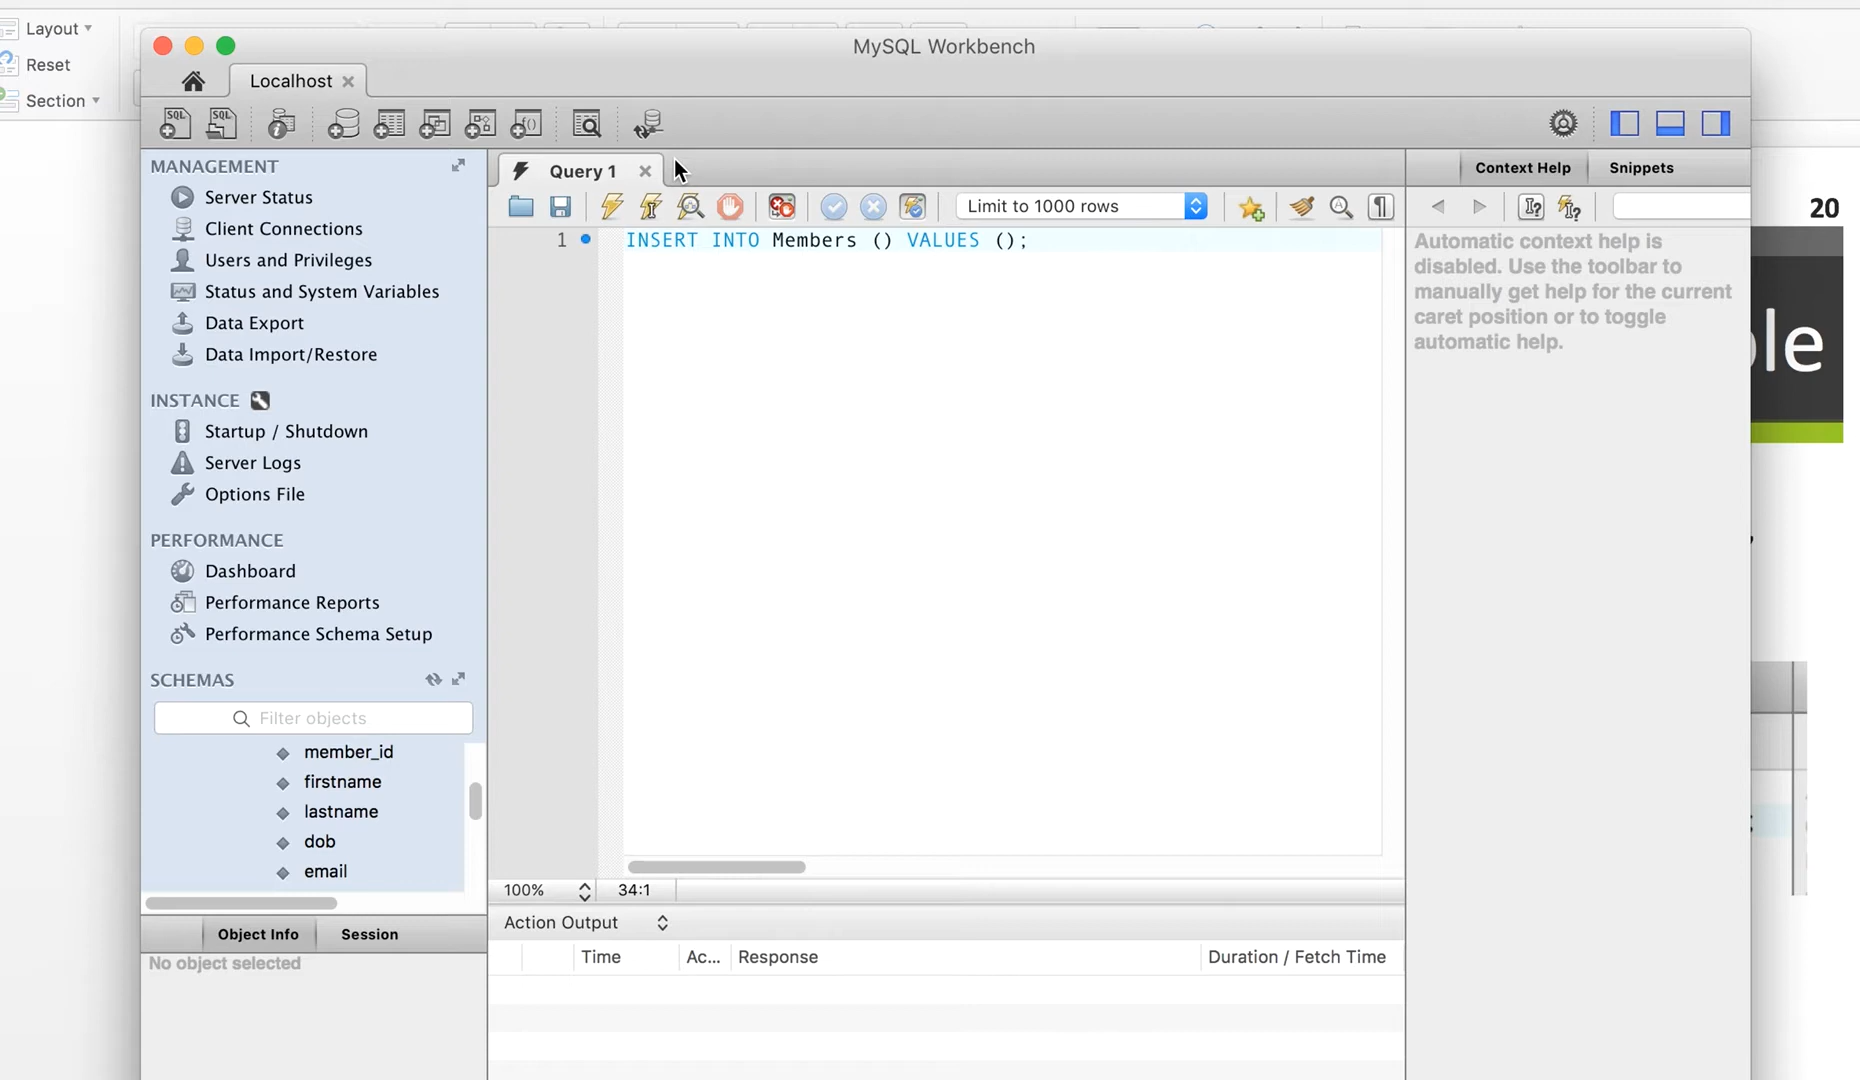 Layout
Reset
Section
MySQL Workbench
Localhost
SQL
SQL
MANAGEMENT
Server Status
Client Connections
Users and Privileges
Status and System Variables
Data Export
Data Import/Restore
INSTANCE
Startup / Shutdown
Server Logs
Options File
PERFORMANCE
Dashboard
Performance Reports
Performance Schema Setup
SCHEMAS
Filter objects
member_id
firstname
lastname
dob
email
Object Info
Session
No object selected
Query 1
Limit to 1000 rows
1
INSERT INTO Members () VALUES ();
100%
34:1
Action Output
Time
Ac...
Response
Duration / Fetch Time
Context Help
Snippets
Automatic context help is
disabled. Use the toolbar to
manually get help for the current
caret position or to toggle
automatic help.
20